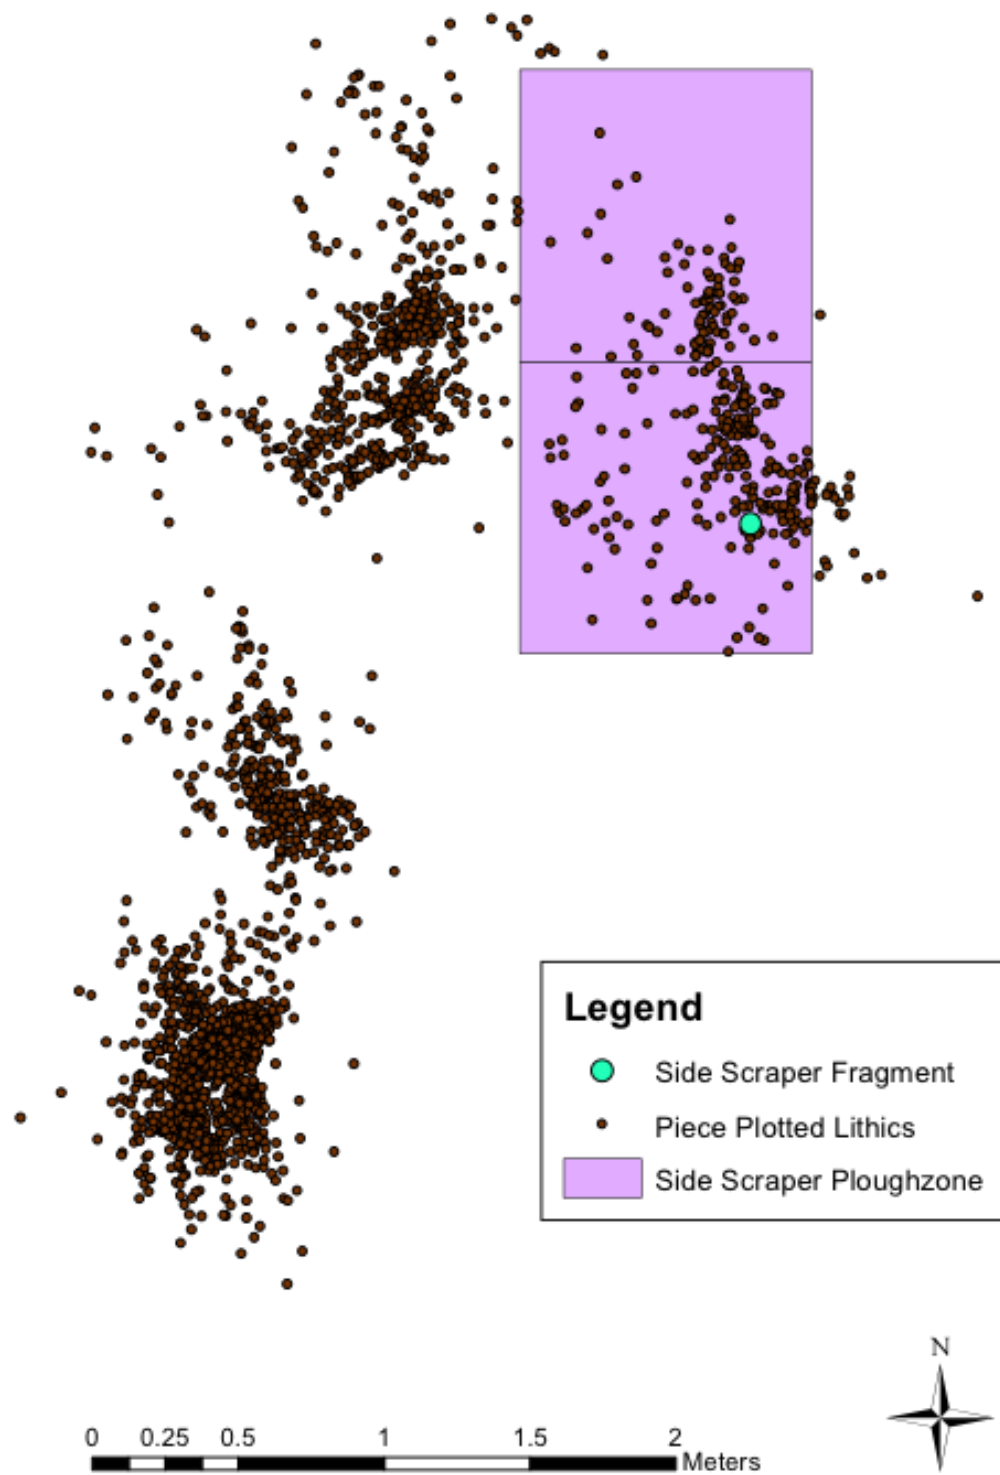 Legend
Side Scraper Fragment
Piece Plotted Lithics
Side Scraper Ploughzone
N
0 0.25 0.5 1 1.5 2
Meters